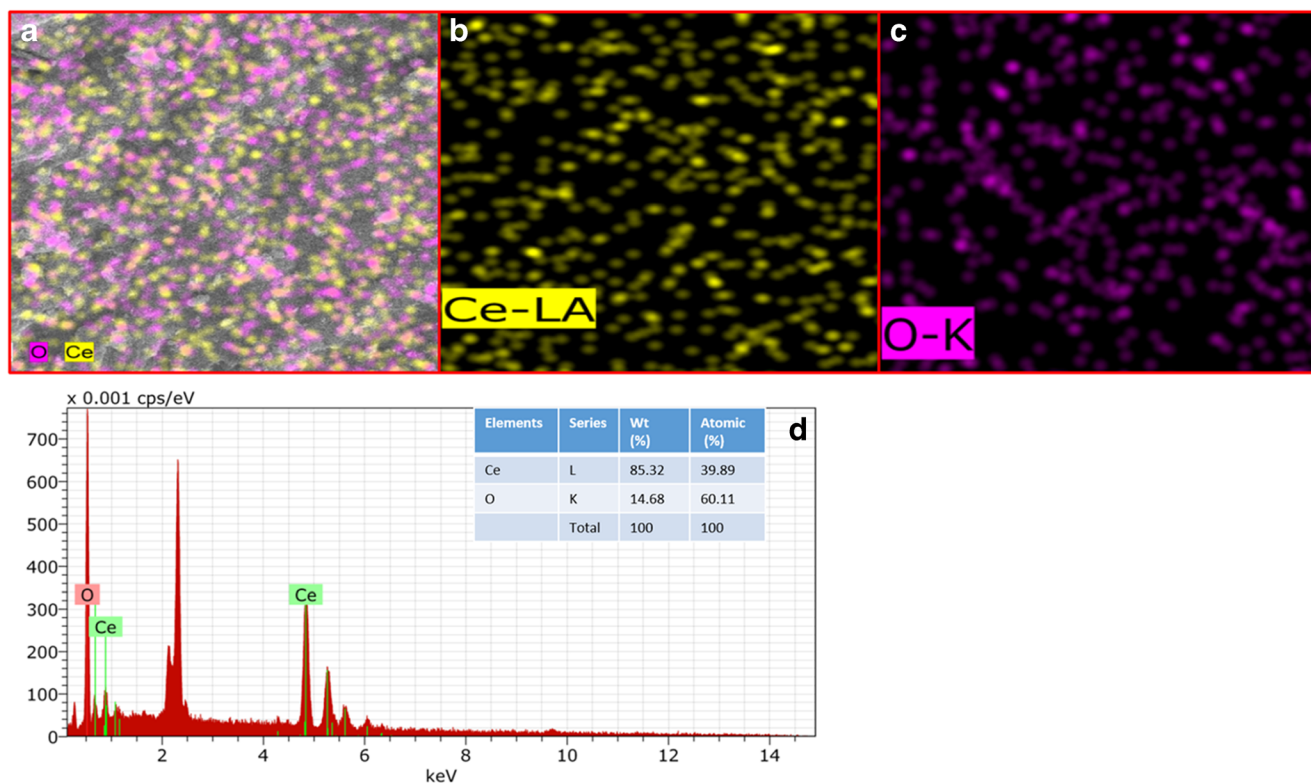 a
b
c
Ce-LA
O-K
O Ce
x 0.001 cps/eV
d
Elements Series Wt (%) Atomic (%)
Ce L 85.32 39.89
O K 14.68 60.11
Total 100 100
700
600
500
400
300
200
100
0
O
Ce
Ce
2 4 6 8 10 12 14
keV